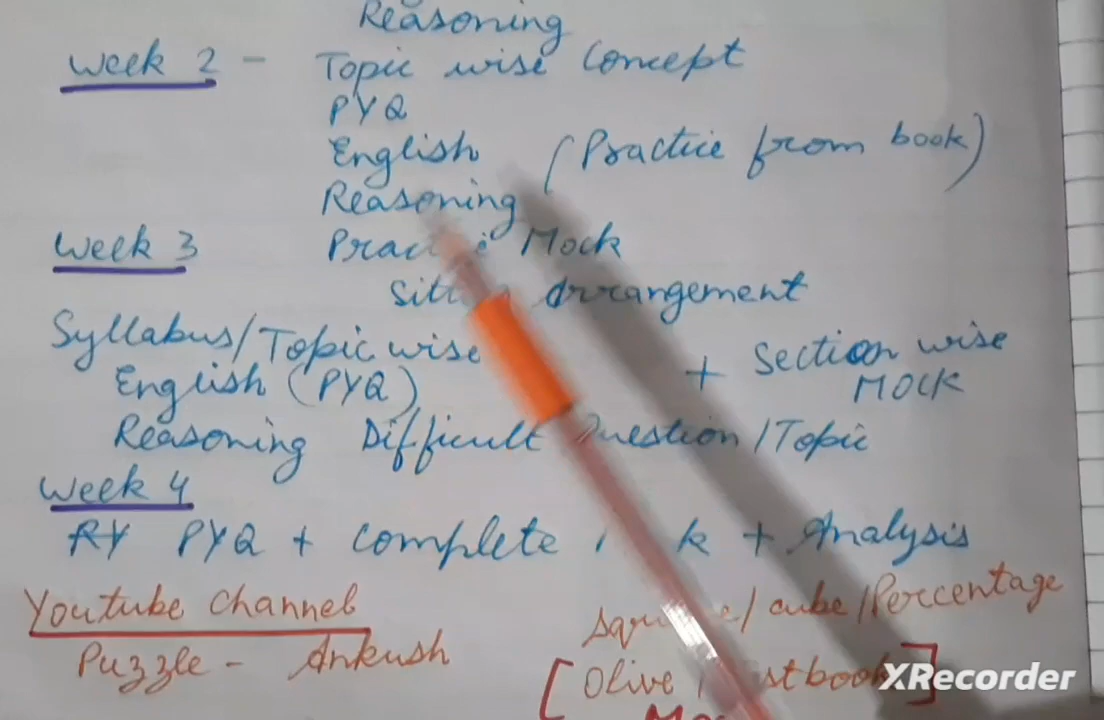 Reasoning
Week 2 - Topic wise Concept
PYQ
English (Practice from book)
Reasoning
Week 3 Mock
arrangement
Syllabus/Topic wise + Section wise
English (PYQ) MOCK
Reasoning Difficult Question/Topic
Week 4
PYQ + Complete + Analysis
Youtube Channel
/cube/Percentage
Puzzle - Ankush
[Olive
XRecorder